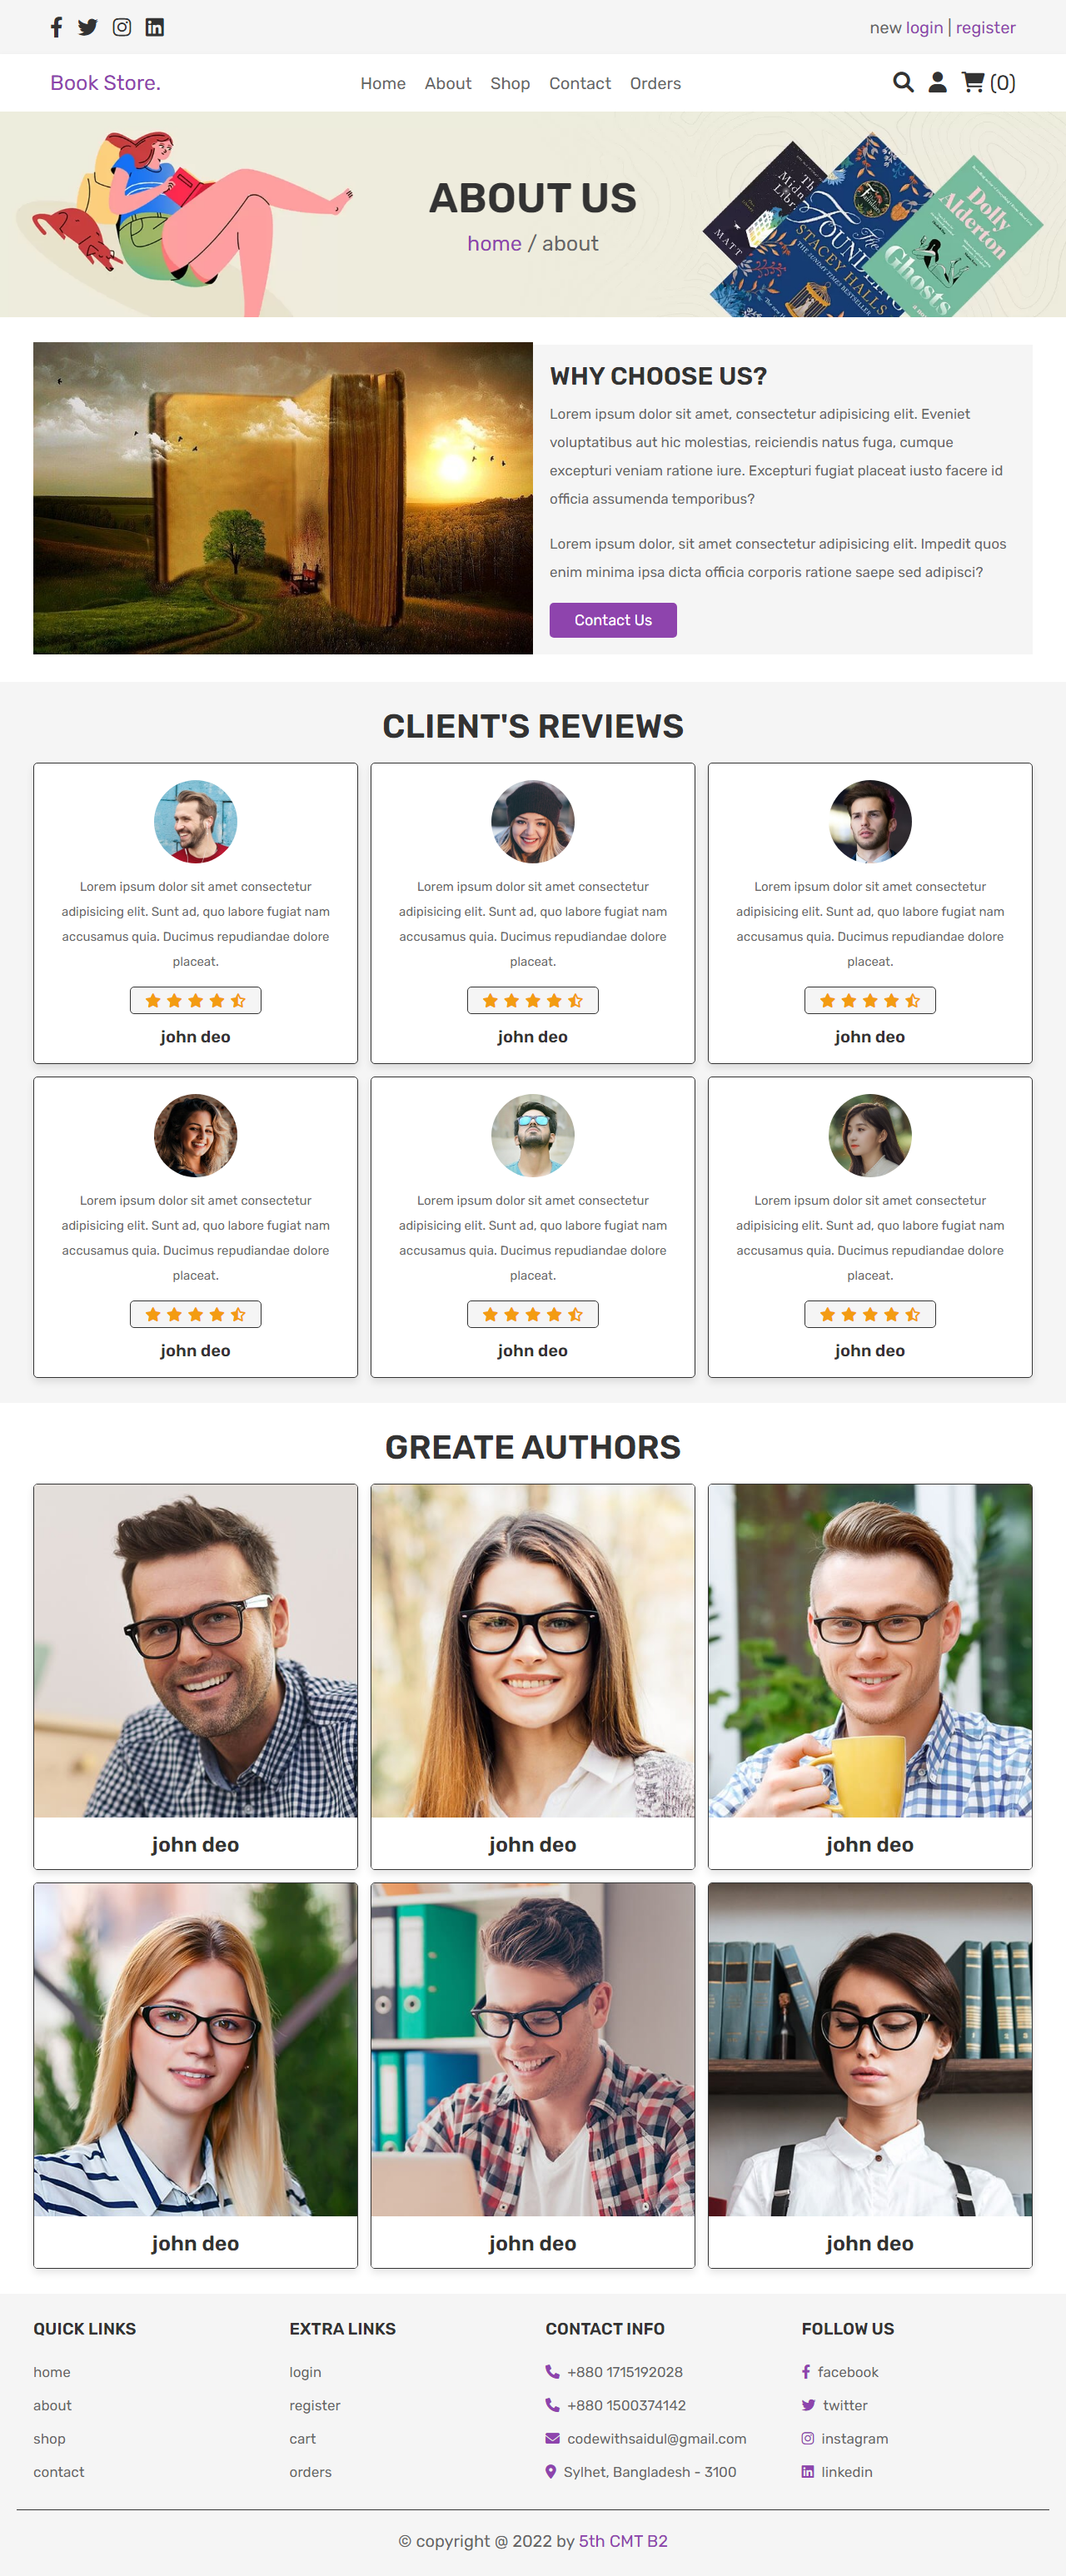 new login | register
Book Store.
Home About Shop Contact Orders
(0)
ABOUT US
home / about
MATT
The
FOUNDLING
STACEY HALLS
THE SUNDAY TIMES BESTSELLER
Dolly
Alderton
Ghosts
WHY CHOOSE US?
Lorem ipsum dolor sit amet, consectetur adipisicing elit. Eveniet
voluptatibus aut hic molestias, reiciendis natus fuga, cumque
excepturi veniam ratione iure. Excepturi fugiat placeat iusto facere id
officia assumenda temporibus?
Lorem ipsum dolor, sit amet consectetur adipisicing elit. Impedit quos
enim minima ipsa dicta officia corporis ratione saepe sed adipisci?
Contact Us
CLIENT'S REVIEWS
Lorem ipsum dolor sit amet consectetur
adipisicing elit. Sunt ad, quo labore fugiat nam
accusamus quia. Ducimus repudiandae dolore
placeat.
john deo
Lorem ipsum dolor sit amet consectetur
adipisicing elit. Sunt ad, quo labore fugiat nam
accusamus quia. Ducimus repudiandae dolore
placeat.
john deo
Lorem ipsum dolor sit amet consectetur
adipisicing elit. Sunt ad, quo labore fugiat nam
accusamus quia. Ducimus repudiandae dolore
placeat.
john deo
Lorem ipsum dolor sit amet consectetur
adipisicing elit. Sunt ad, quo labore fugiat nam
accusamus quia. Ducimus repudiandae dolore
placeat.
john deo
Lorem ipsum dolor sit amet consectetur
adipisicing elit. Sunt ad, quo labore fugiat nam
accusamus quia. Ducimus repudiandae dolore
placeat.
john deo
Lorem ipsum dolor sit amet consectetur
adipisicing elit. Sunt ad, quo labore fugiat nam
accusamus quia. Ducimus repudiandae dolore
placeat.
john deo
GREATE AUTHORS
john deo
john deo
john deo
john deo
john deo
john deo
QUICK LINKS
home
about
shop
contact
EXTRA LINKS
login
register
cart
orders
CONTACT INFO
+880 1715192028
+880 1500374142
codewithsaidul@gmail.com
Sylhet, Bangladesh - 3100
FOLLOW US
facebook
twitter
instagram
linkedin
© copyright @ 2022 by 5th CMT B2